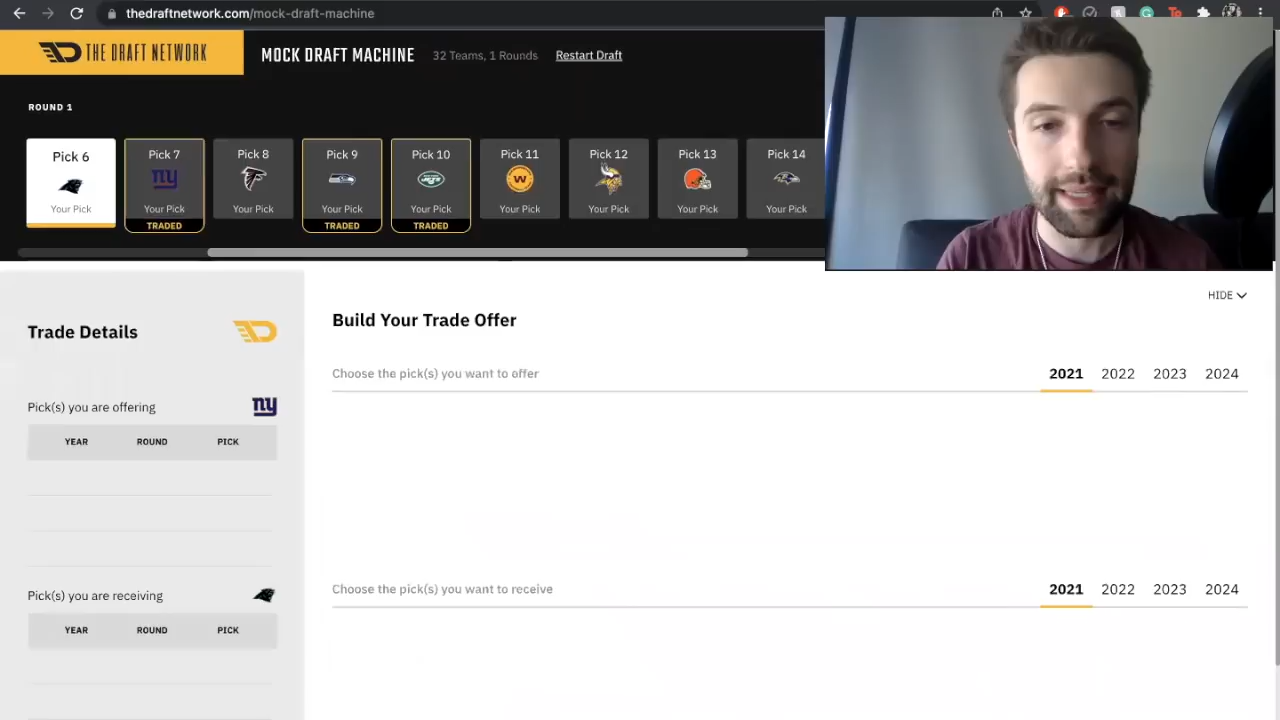 thedraftnetwork.com/mock-draft-machine
THE DRAFT NETWORK
MOCK DRAFT MACHINE
32 Teams, 1 Rounds
Restart Draft
ROUND 1
Pick 6
Your Pick
Pick 7
ny
Your Pick
TRADED
Pick 8
Your Pick
Pick 9
Your Pick
TRADED
Pick 10
JETS
Your Pick
TRADED
Pick 11
W
Your Pick
Pick 12
Your Pick
Pick 13
Your Pick
Pick 14
Your Pick
HIDE
Trade Details
Pick(s) you are offering
ny
YEAR ROUND PICK
Pick(s) you are receiving
YEAR ROUND PICK
Build Your Trade Offer
Choose the pick(s) you want to offer
2021 2022 2023 2024
Choose the pick(s) you want to receive
2021 2022 2023 2024